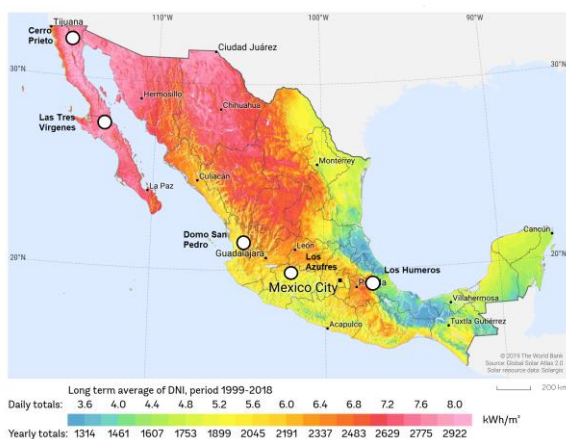 110°W
100°W
90°W
Tijuana
Cerro
Prieto
Ciudad Juárez
30°N
30°N
Hermosillo
Chihuahua
Las Tres
Vírgenes
Monterrey
La Paz
Culiacán
Cancún
Domo San
Pedro
León
20°N
Guadalajara
Los
Azufres
Los Humeros
20°N
Mexico City
Villahermosa
Tuxtla Gutiérrez
Acapulco
© 2019 The World Bank
Source: Global Solar Atlas 2.0
Solar resource data: Solargis
200 km
Long term average of DNI, period 1999-2018
Daily totals: 3.6 4.0 4.4 4.8 5.2 5.6 6.0 6.4 6.8 7.2 7.6 8.0
kWh/m²
Yearly totals: 1314 1461 1607 1753 1899 2045 2191 2337 2483 2629 2775 2922